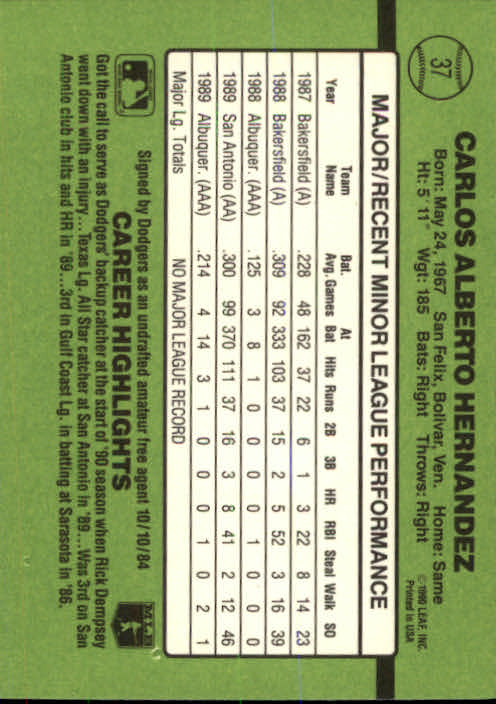 37
CARLOS ALBERTO HERNANDEZ
Born: May 24, 1967 San Felix, Bolivar, Ven. Home: Same
Ht: 5' 11" Wgt: 185 Bats: Right Throws: Right
© 1990 LEAF, INC.
Printed in USA
MAJOR/RECENT MINOR LEAGUE PERFORMANCE
Year Team Name Bat. Avg. Games At Bat Hits Runs 2B 3B HR RBI Steal Walk SO
1987 Bakersfield (A) .228 48 162 37 22 6 1 3 22 8 14 23
1988 Bakersfield (A) .309 92 333 103 37 15 2 5 52 3 16 39
1988 Albuquer. (AAA) .125 3 8 1 0 0 0 0 1 0 0 0
1989 San Antonio (AA) .300 99 370 111 37 16 3 8 41 2 12 46
1989 Albuquer. (AAA) .214 4 14 3 1 0 0 0 1 0 2 1
Major Lg. Totals NO MAJOR LEAGUE RECORD
Signed by Dodgers as an undrafted amateur free agent 10/10/84
CAREER HIGHLIGHTS
Got the call to serve as Dodgers' backup catcher at the start of '90 season when Rick Dempsey
went down with an injury... Texas Lg. All Star catcher at San Antonio in '89...Was 3rd on San
Antonio club in hits and HR in '89...3rd in Gulf Coast Lg. in batting at Sarasota in '86.